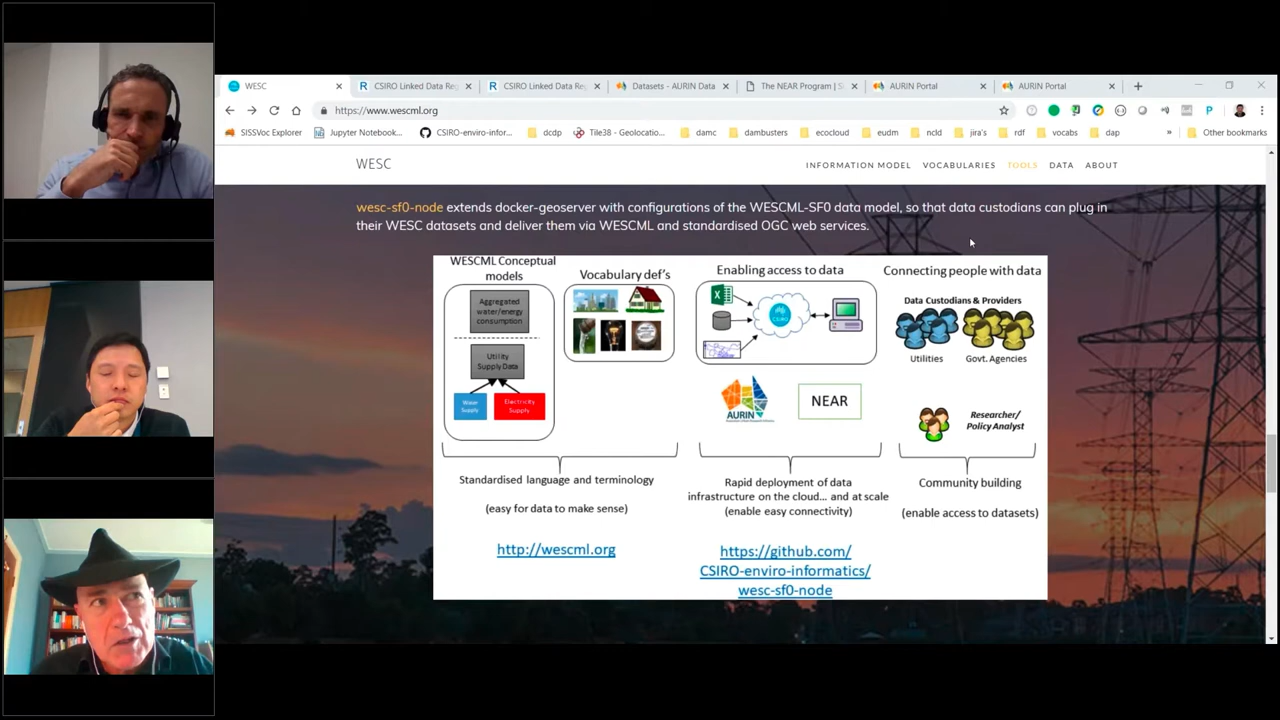 WESC
CSIRO Linked Data Reg
CSIRO Linked Data Reg
Datasets - AURIN Data
The NEAR Program | S
AURIN Portal
AURIN Portal
https://www.wescml.org
SISSVoc Explorer
Jupyter Notebook...
CSIRO-enviro-infor...
dcdp
Tile38 - Geolocatio...
damc
dambusters
ecocloud
eudm
ncld
jira's
rdf
vocabs
dap
»
Other bookmarks
WESC
INFORMATION MODEL
VOCABULARIES
TOOLS
DATA
ABOUT
wesc-sf0-node extends docker-geoserver with configurations of the WESCML-SF0 data model, so that data custodians can plug in
their WESC datasets and deliver them via WESCML and standardised OGC web services.
WESCML Conceptual
models
Aggregated
water/energy
consumption
Utility
Supply Data
Water
Supply
Electricity
Supply
Vocabulary def's
Enabling access to data
CSIRO
AURIN
NEAR
Connecting people with data
Data Custodians & Providers
Utilities
Govt. Agencies
Researcher/
Policy Analyst
Standardised language and terminology
(easy for data to make sense)
http://wescml.org
Rapid deployment of data
infrastructure on the cloud... and at scale
(enable easy connectivity)
https://github.com/
CSIRO-enviro-informatics/
wesc-sf0-node
Community building
(enable access to datasets)